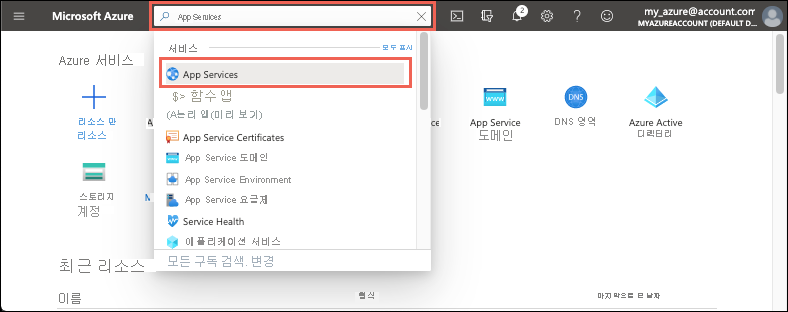 Microsoft Azure
App Services
2
my_azure@account.com
MYAZUREACCOUNT (DEFAULT D...
서비스
모두 표시
App Services
$> 함수 앱
(A는리 앱(미리 보기)
App Service Certificates
App Service 도메인
App Service Environment
App Service 요금제
Service Health
애플리케이션 서비스
모든 구독 검색. 변경
Azure 서비스
리소스 만
리소스
App Service
도메인
DNS
DNS 영역
Azure Active
디렉터리
스토리지
계정
최근 리소스
이름
형식
마지막으로 본 날짜